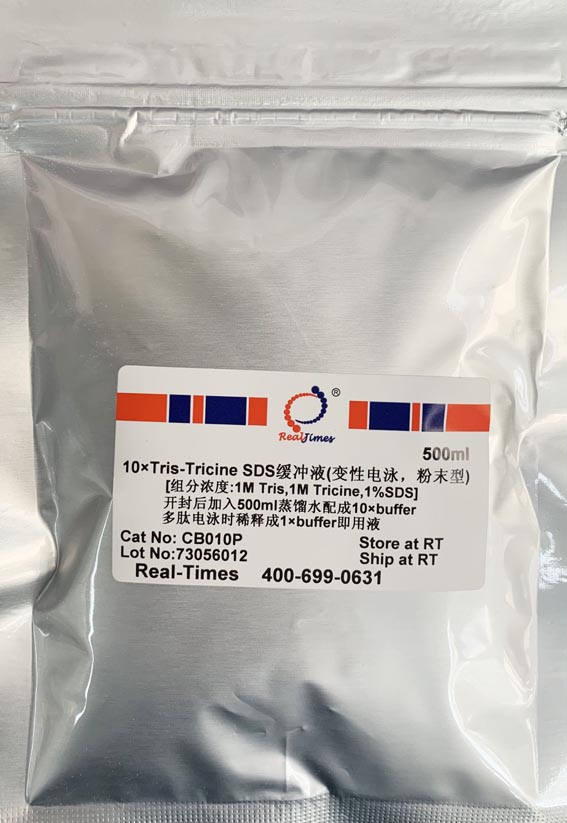 ®
RealTimes
500ml
10×Tris-Tricine SDS缓冲液(变性电泳，粉末型)
[组分浓度:1M Tris,1M Tricine,1%SDS]
开封后加入500ml蒸馏水配成10×buffer
多肽电泳时稀释成1×buffer即用液
Cat No: CB010P Store at RT
Lot No:73056012 Ship at RT
Real-Times 400-699-0631